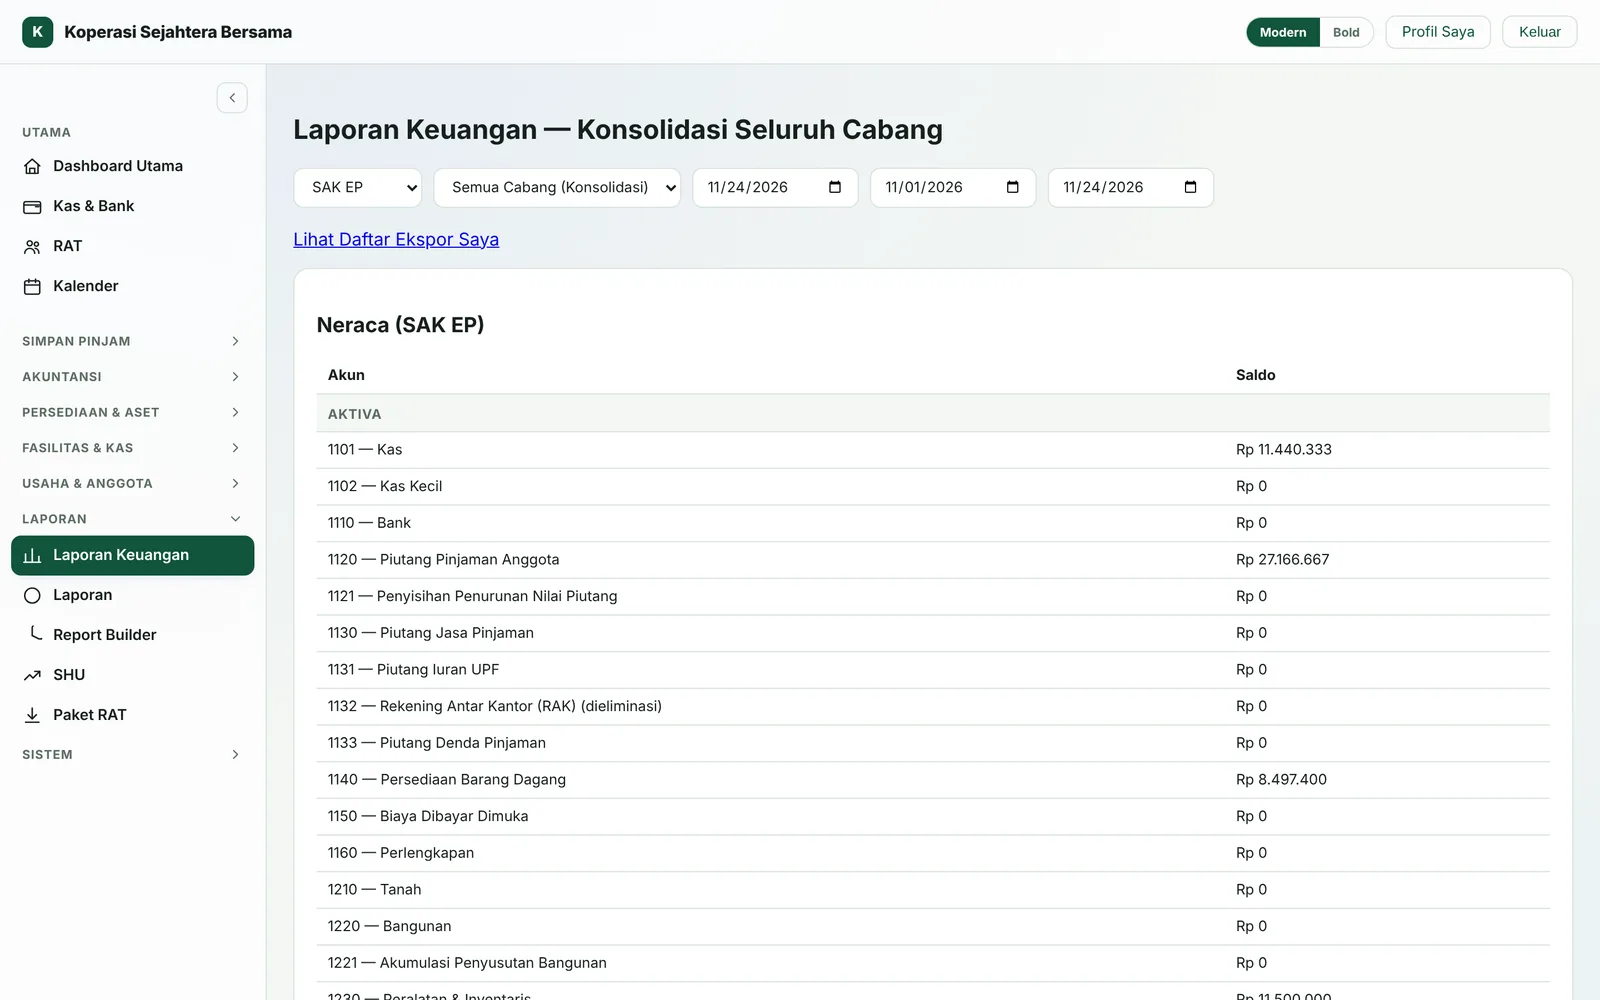 K Koperasi Sejahtera Bersama
Modern Bold Profil Saya Keluar
UTAMA
Dashboard Utama
Kas & Bank
RAT
Kalender
SIMPAN PINJAM
AKUNTANSI
PERSEDIAAN & ASET
FASILITAS & KAS
USAHA & ANGGOTA
LAPORAN
Laporan Keuangan
Laporan
Report Builder
SHU
Paket RAT
SISTEM
Laporan Keuangan — Konsolidasi Seluruh Cabang
SAK EP Semua Cabang (Konsolidasi) 11/24/2026 11/01/2026 11/24/2026
Lihat Daftar Ekspor Saya
Neraca (SAK EP)
Akun Saldo
AKTIVA
1101 — Kas Rp 11.440.333
1102 — Kas Kecil Rp 0
1110 — Bank Rp 0
1120 — Piutang Pinjaman Anggota Rp 27.166.667
1121 — Penyisihan Penurunan Nilai Piutang Rp 0
1130 — Piutang Jasa Pinjaman Rp 0
1131 — Piutang Iuran UPF Rp 0
1132 — Rekening Antar Kantor (RAK) (dieliminasi) Rp 0
1133 — Piutang Denda Pinjaman Rp 0
1140 — Persediaan Barang Dagang Rp 8.497.400
1150 — Biaya Dibayar Dimuka Rp 0
1160 — Perlengkapan Rp 0
1210 — Tanah Rp 0
1220 — Bangunan Rp 0
1221 — Akumulasi Penyusutan Bangunan Rp 0
1230 — Peralatan & Inventaris Rp 11.500.000